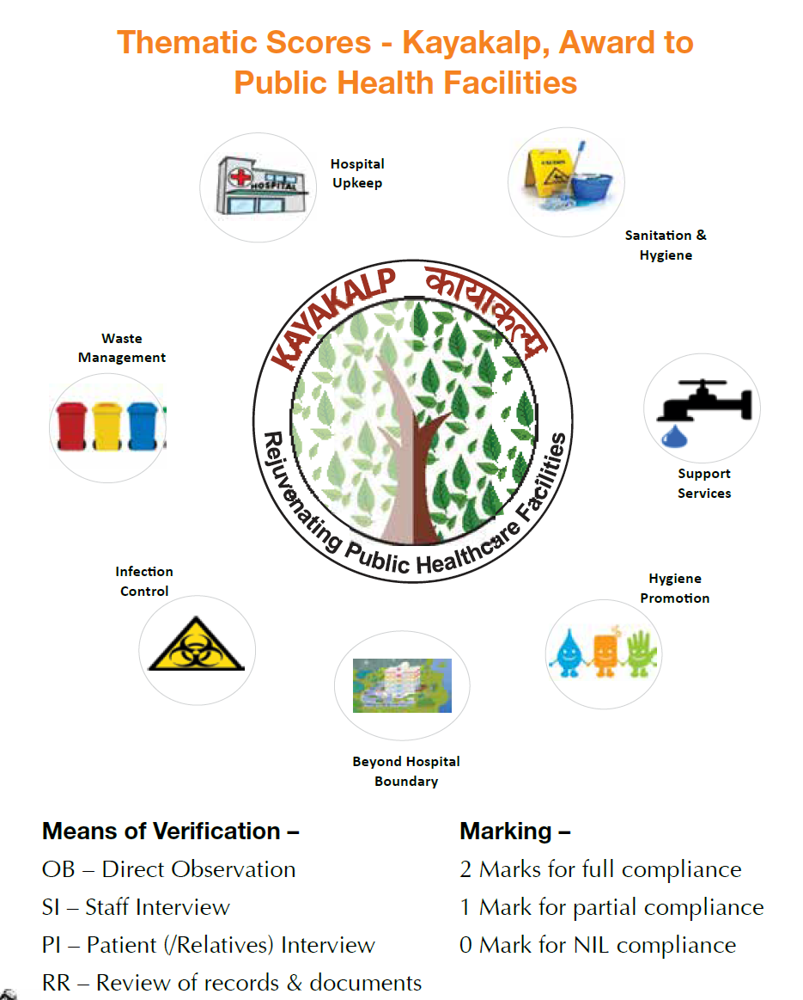 Thematic Scores - Kayakalp, Award to
Public Health Facilities
Hospital
Upkeep
HOSPITAL
CAUTION
Sanitation &
Hygiene
KAYAKALP कायाकल्प
Rejuvenating Public Healthcare Facilities
Waste
Management
Support
Services
Infection
Control
Hygiene
Promotion
Beyond Hospital
Boundary
Means of Verification –
OB – Direct Observation
SI – Staff Interview
PI – Patient (/Relatives) Interview
RR – Review of records & documents
Marking –
2 Marks for full compliance
1 Mark for partial compliance
0 Mark for NIL compliance